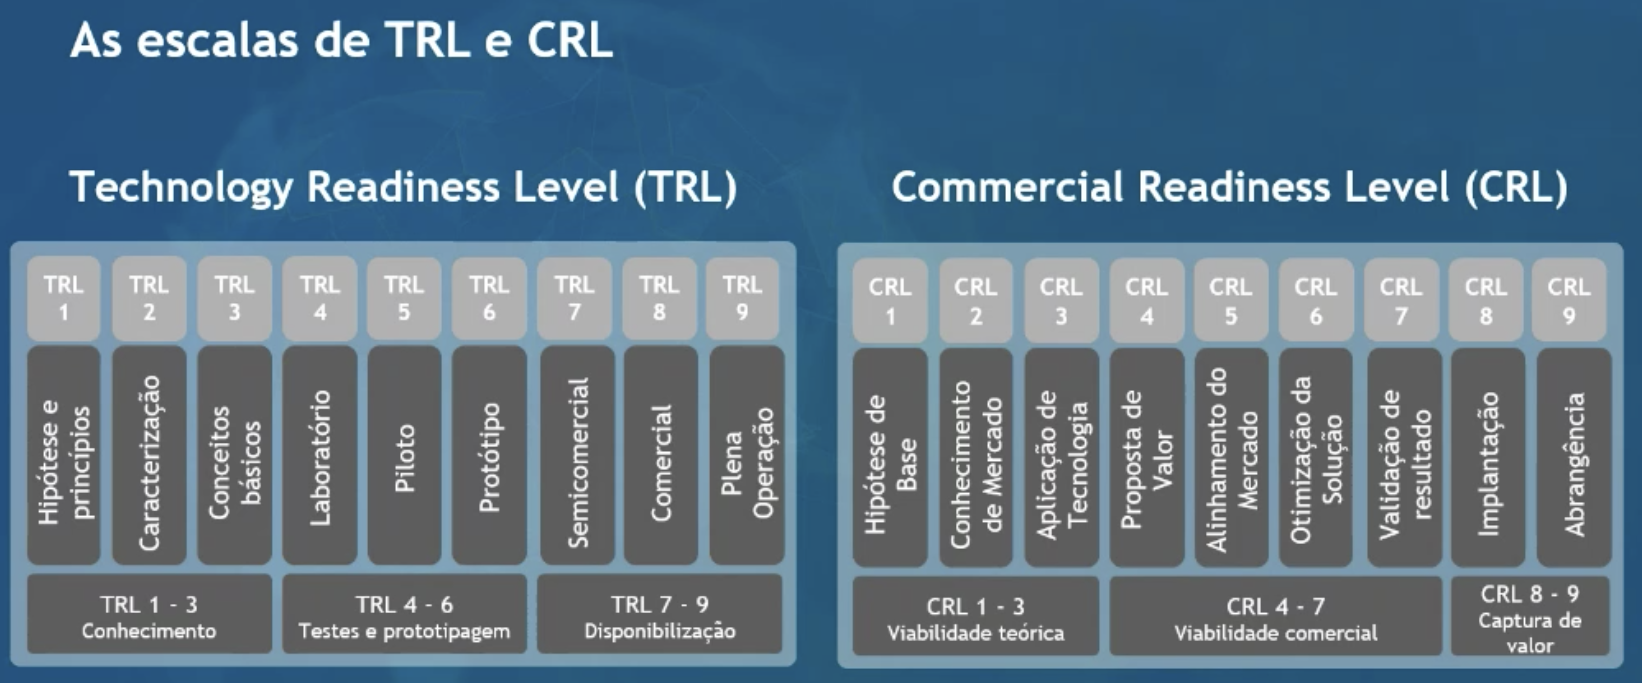 As escalas de TRL e CRL
Technology Readiness Level (TRL)
TRL
1
TRL
2
TRL
3
TRL
4
TRL
5
TRL
6
TRL
7
TRL
8
TRL
9
Hipótese e
princípios
Caracterização
Conceitos
básicos
Laboratório
Piloto
Protótipo
Semicomercial
Comercial
Plena
Operação
TRL 1 - 3
Conhecimento
TRL 4 - 6
Testes e prototipagem
TRL 7 - 9
Disponibilização
Commercial Readiness Level (CRL)
CRL
1
CRL
2
CRL
3
CRL
4
CRL
5
CRL
6
CRL
7
CRL
8
CRL
9
Hipótese de
Base
Conhecimento
de Mercado
Aplicação de
Tecnologia
Proposta de
Valor
Alinhamento do
Mercado
Otimização da
Solução
Validação de
resultado
Implantação
Abrangência
CRL 1 - 3
Viabilidade teórica
CRL 4 - 7
Viabilidade comercial
CRL 8 - 9
Captura de
valor